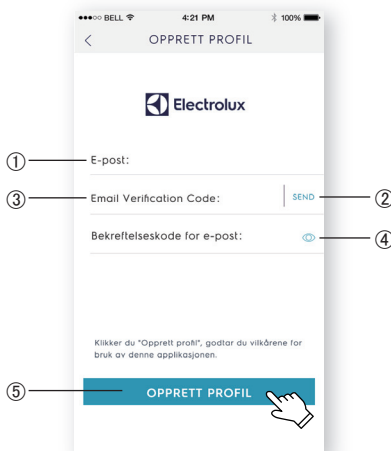 BELL 4:21 PM 100%
< OPPRETT PROFIL
Electrolux
① E-post:
③ Email Verification Code: SEND ②
Bekreftelseskode for e-post: ④
Klikker du "Opprett profil", godtar du vilkårene for
bruk av denne applikasjonen.
⑤ OPPRETT PROFIL